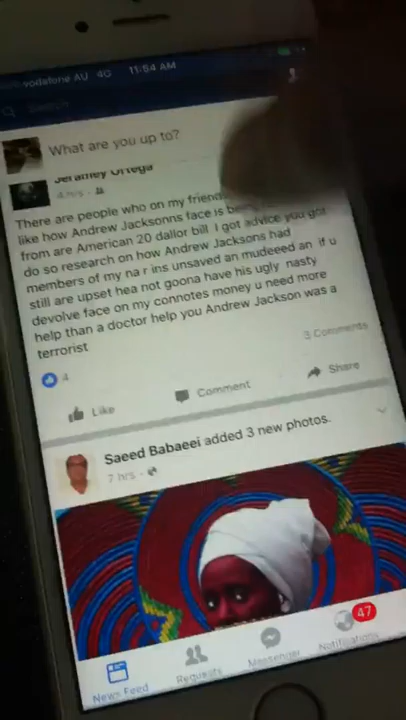 vodafone AU 4G 11:54 AM
Search
What are you up to?
Jeramey Ortega
4 hrs
There are people who on my friend
like how Andrew Jacksonns face is being
from are American 20 dallor bill I got advice you got
do so research on how Andrew Jacksons had
members of my na r ins unsaved an mudeeed an if u
still are upset hea not goona have his ugly nasty
devolve face on my connotes money u need more
help than a doctor help you Andrew Jackson was a
terrorist
4
3 Comments
Like Comment Share
Saeed Babaeei added 3 new photos.
7 hrs
47
News Feed Requests Messenger Notifications